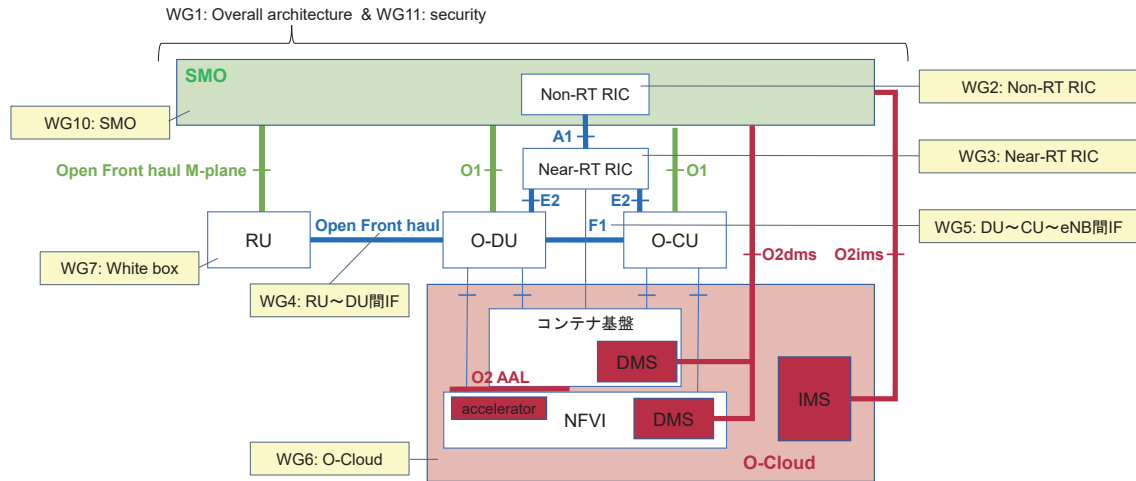 WG1: Overall architecture & WG11: security
SMO
Non-RT RIC
WG2: Non-RT RIC
WG10: SMO
A1
Near-RT RIC
WG3: Near-RT RIC
Open Front haul M-plane
O1
O1
E2
E2
RU
Open Front haul
O-DU
F1
O-CU
WG5: DU～CU～eNB間IF
WG7: White box
O2dms
O2ims
WG4: RU～DU間IF
コンテナ基盤
DMS
O2 AAL
accelerator
NFVI
DMS
IMS
WG6: O-Cloud
O-Cloud